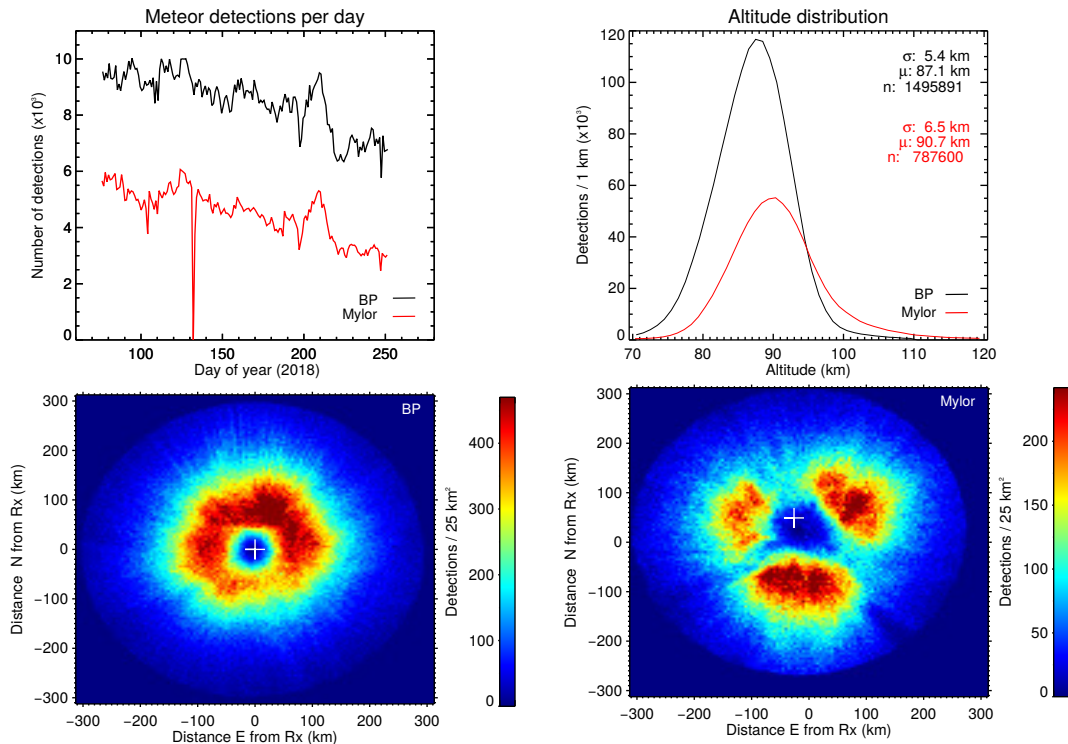 Meteor detections per day
10
8
6
4
2
0
Number of detections (x10³)
BP
Mylor
100
150
200
250
Day of year (2018)
Altitude distribution
120
100
80
60
40
20
0
Detections / 1 km (x10³)
σ: 5.4 km
μ: 87.1 km
n: 1495891
σ: 6.5 km
μ: 90.7 km
n: 787600
BP
Mylor
70
80
90
100
110
120
Altitude (km)
BP
300
200
100
0
−100
−200
−300
Distance N from Rx (km)
−300
−200
−100
0
100
200
300
Distance E from Rx (km)
400
300
200
100
0
Detections / 25 km²
Mylor
300
200
100
0
−100
−200
−300
Distance N from Rx (km)
−300
−200
−100
0
100
200
300
Distance E from Rx (km)
200
150
100
50
0
Detections / 25 km²